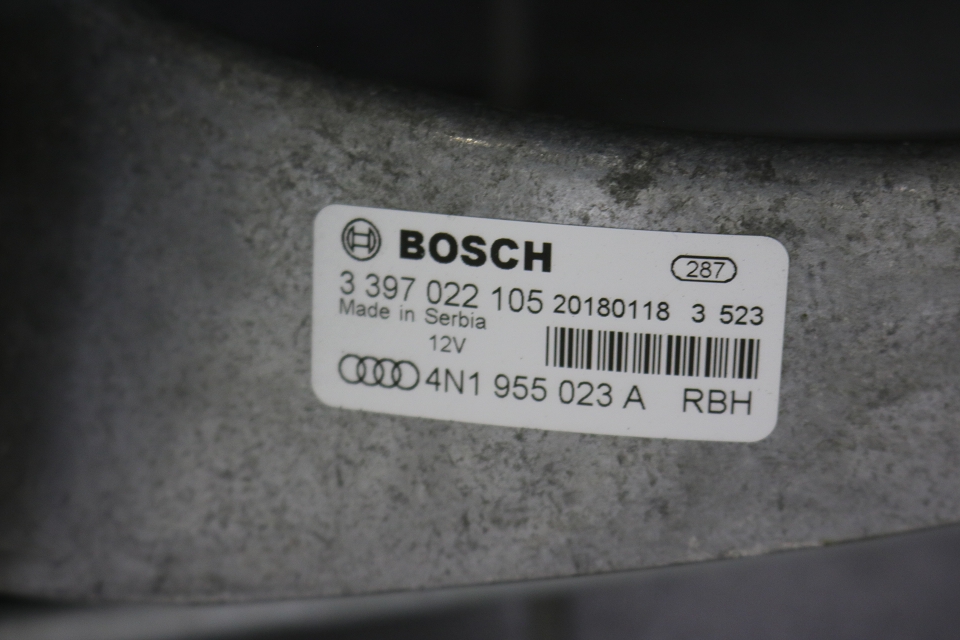 BOSCH 287
3 397 022 105 20180118 3 523
Made in Serbia
12V
4N1 955 023 A RBH